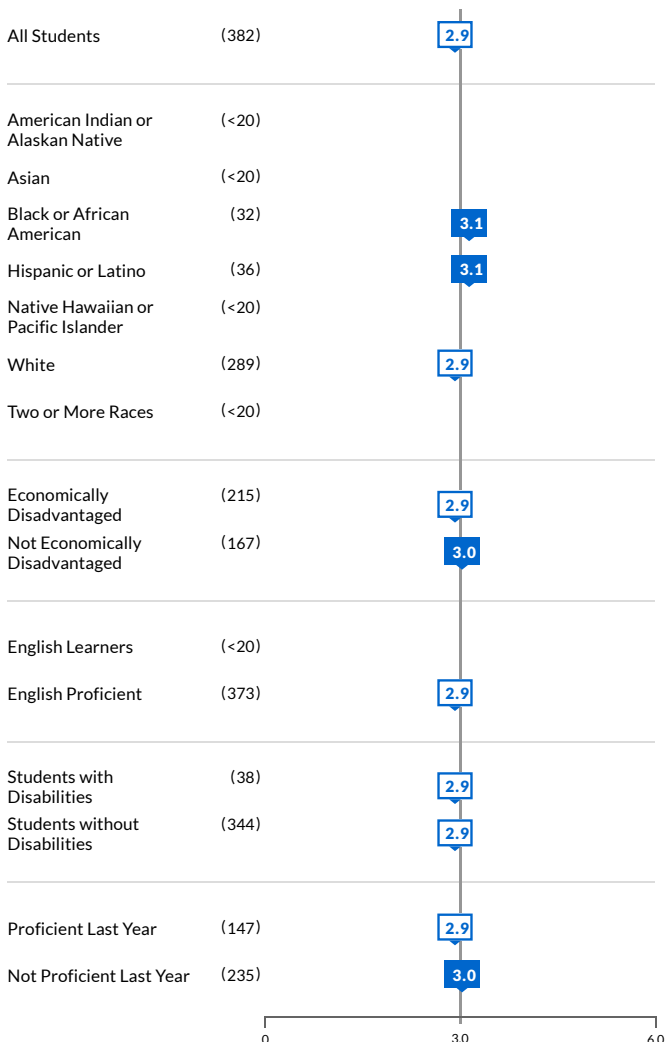 All Students (382) 2.9
American Indian or
Alaskan Native (<20)
Asian (<20)
Black or African
American (32) 3.1
Hispanic or Latino (36) 3.1
Native Hawaiian or
Pacific Islander (<20)
White (289) 2.9
Two or More Races (<20)
Economically
Disadvantaged (215) 2.9
Not Economically
Disadvantaged (167) 3.0
English Learners (<20)
English Proficient (373) 2.9
Students with
Disabilities (38) 2.9
Students without
Disabilities (344) 2.9
Proficient Last Year (147) 2.9
Not Proficient Last Year (235) 3.0
0 3.0 6.0